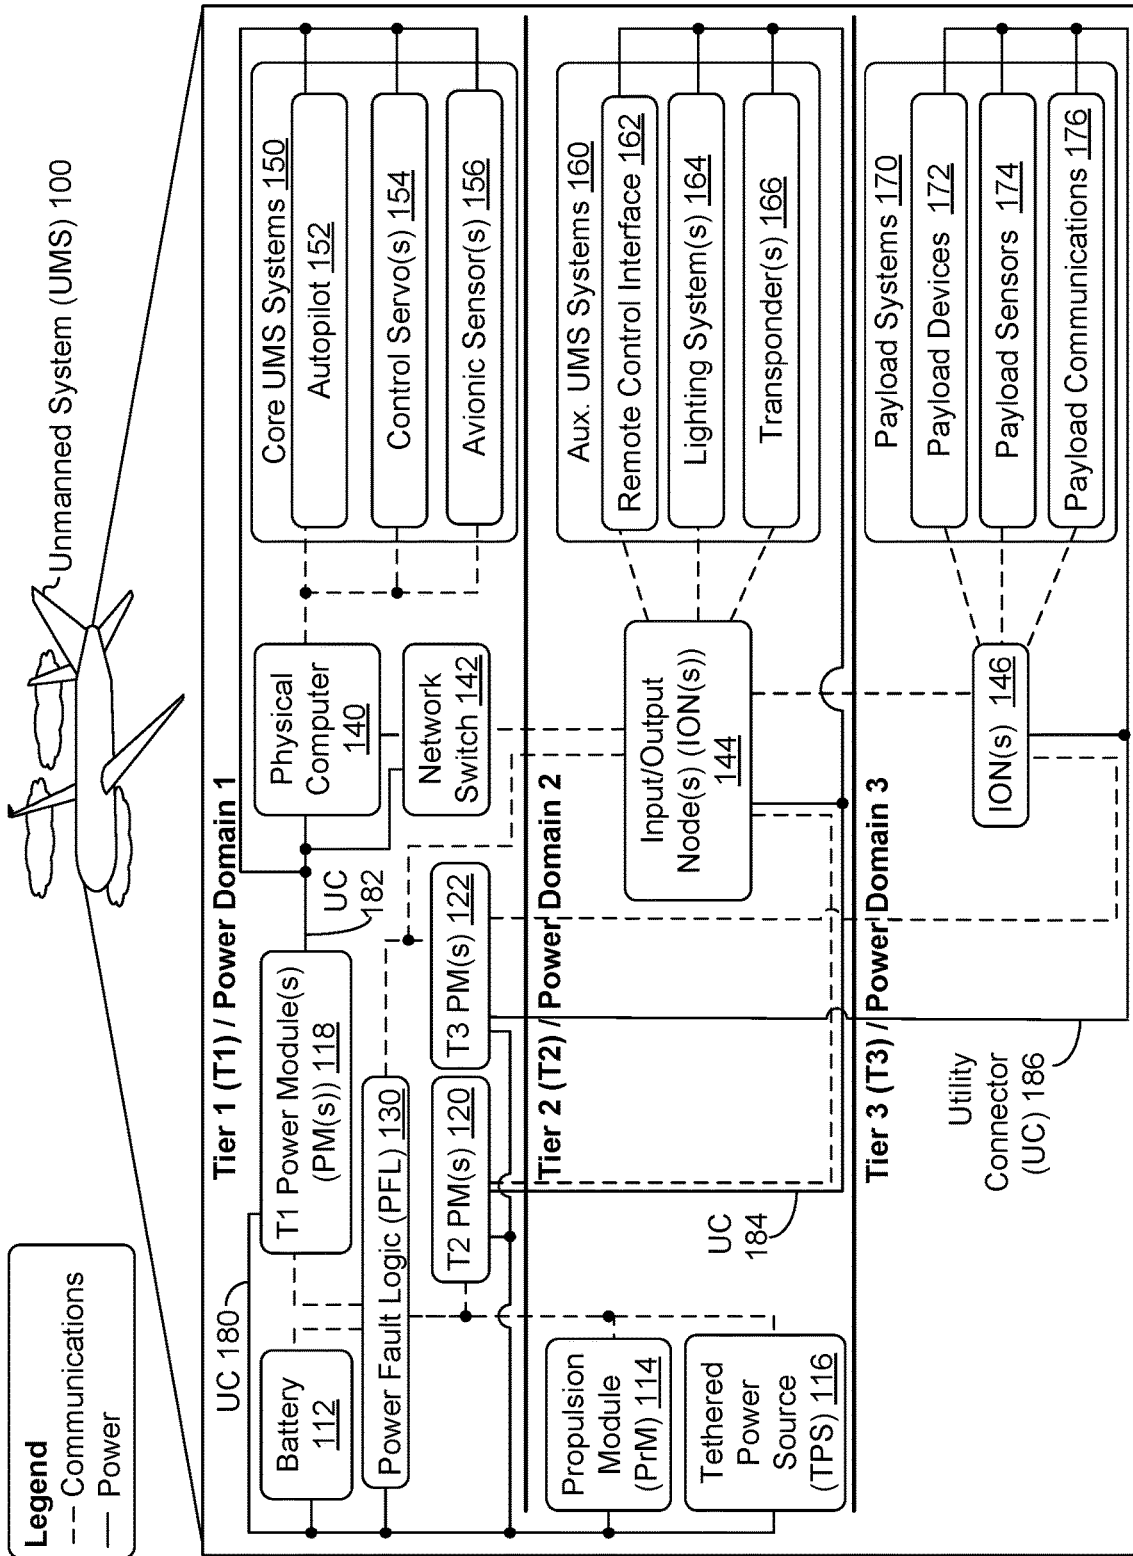 Legend
Communications
Power
Unmanned System (UMS) 100
Tier 1 (T1) / Power Domain 1
UC 180
Battery
112
T1 Power Module(s)
(PM(s)) 118
UC
182
Power Fault Logic (PFL) 130
T2 PM(s) 120
T3 PM(s) 122
Physical
Computer
140
Network
Switch 142
Core UMS Systems 150
Autopilot 152
Control Servo(s) 154
Avionic Sensor(s) 156
Tier 2 (T2) / Power Domain 2
Propulsion
Module
(PrM) 114
Tethered
Power
Source
(TPS) 116
UC
184
Input/Output
Node(s) (ION(s))
144
Aux. UMS Systems 160
Remote Control Interface 162
Lighting System(s) 164
Transponder(s) 166
Tier 3 (T3) / Power Domain 3
Utility
Connector
(UC) 186
ION(s) 146
Payload Systems 170
Payload Devices 172
Payload Sensors 174
Payload Communications 176